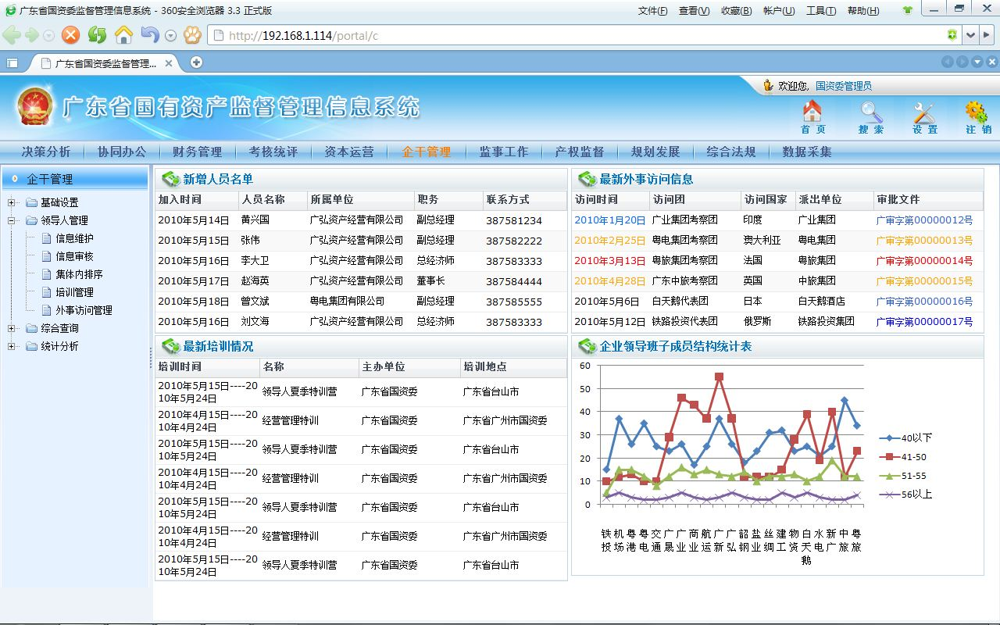 广东省国资委监督管理信息系统 - 360安全浏览器 3.3 正式版
文件(F) 查看(V) 收藏(B) 帐户(U) 工具(T) 帮助(H)
http://192.168.1.114/portal/c
广东省国资委监督管理...
欢迎您, 国资委管理员
广东省国有资产监督管理信息系统
首页 搜索 设置 注销
决策分析 协同办公 财务管理 考核统评 资本运营 企干管理 监事工作 产权监督 规划发展 综合法规 数据采集
企干管理
基础设置
领导人管理
信息维护
信息审核
集体内排序
培训管理
外事访问管理
综合查询
统计分析
新增人员名单
加入时间 人员名称 所属单位 职务 联系方式
2010年5月14日 黄兴国 广弘资产经营有限公司 副总经理 387581234
2010年5月15日 张伟 广弘资产经营有限公司 副总经理 387582222
2010年5月16日 李大卫 广弘资产经营有限公司 总经济师 387583333
2010年5月17日 赵海英 广弘资产经营有限公司 董事长 387584444
2010年5月18日 曾文斌 粤电集团有限公司 副总经理 387585555
2010年5月16日 刘文海 广弘资产经营有限公司 总经济师 387583333
最新外事访问信息
访问时间 访问团 访问国家 派出单位 审批文件
2010年1月20日 广业集团考察团 印度 广业集团 广审字第00000012号
2010年2月25日 粤电集团考察团 澳大利亚 粤电集团 广审字第00000013号
2010年3月13日 粤旅集团考察团 法国 粤旅集团 广审字第00000014号
2010年4月28日 广东中旅考察团 英国 中旅集团 广审字第00000015号
2010年5月6日 白天鹅代表团 日本 白天鹅酒店 广审字第00000016号
2010年5月12日 铁路投资代表团 俄罗斯 铁路投资集团 广审字第00000017号
最新培训情况
培训时间 名称 主办单位 培训地点
2010年5月15日----20
10年5月24日 领导人夏季特训营 广东省国资委 广东省台山市
2010年4月15日----20
10年4月24日 经营管理特训 广东省国资委 广东省广州市国资委
2010年5月15日----20
10年5月24日 领导人夏季特训营 广东省国资委 广东省台山市
2010年4月15日----20
10年4月24日 经营管理特训 广东省国资委 广东省广州市国资委
2010年5月15日----20
10年5月24日 领导人夏季特训营 广东省国资委 广东省台山市
2010年4月15日----20
10年4月24日 经营管理特训 广东省国资委 广东省广州市国资委
2010年5月15日----20
10年5月24日 领导人夏季特训营 广东省国资委 广东省台山市
企业领导班子成员结构统计表
60
50
40
30
20
10
0
铁投 机场 粤港 粤电 交通 广晟 广业 商业 航运 广新 广弘 韶钢 盐业 丝绸 建工 物资 白天鹅 水电 新广 中旅 粤旅
40以下
41-50
51-55
56以上